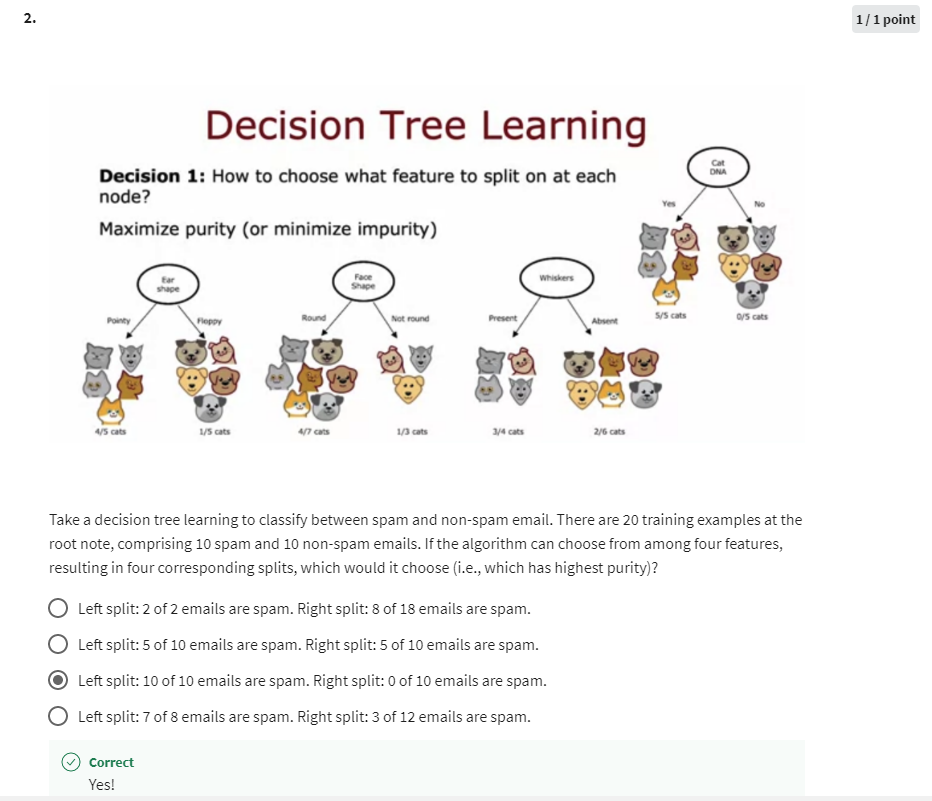 2.
1 / 1 point
Decision Tree Learning
Decision 1: How to choose what feature to split on at each
node?
Maximize purity (or minimize impurity)
Cat
DNA
Yes
No
5/5 cats
0/5 cats
Ear
shape
Pointy
Floppy
4/5 cats
1/5 cats
Face
Shape
Round
Not round
4/7 cats
1/3 cats
Whiskers
Present
Absent
3/4 cats
2/6 cats
Take a decision tree learning to classify between spam and non-spam email. There are 20 training examples at the
root note, comprising 10 spam and 10 non-spam emails. If the algorithm can choose from among four features,
resulting in four corresponding splits, which would it choose (i.e., which has highest purity)?
Left split: 2 of 2 emails are spam. Right split: 8 of 18 emails are spam.
Left split: 5 of 10 emails are spam. Right split: 5 of 10 emails are spam.
Left split: 10 of 10 emails are spam. Right split: 0 of 10 emails are spam.
Left split: 7 of 8 emails are spam. Right split: 3 of 12 emails are spam.
Correct
Yes!